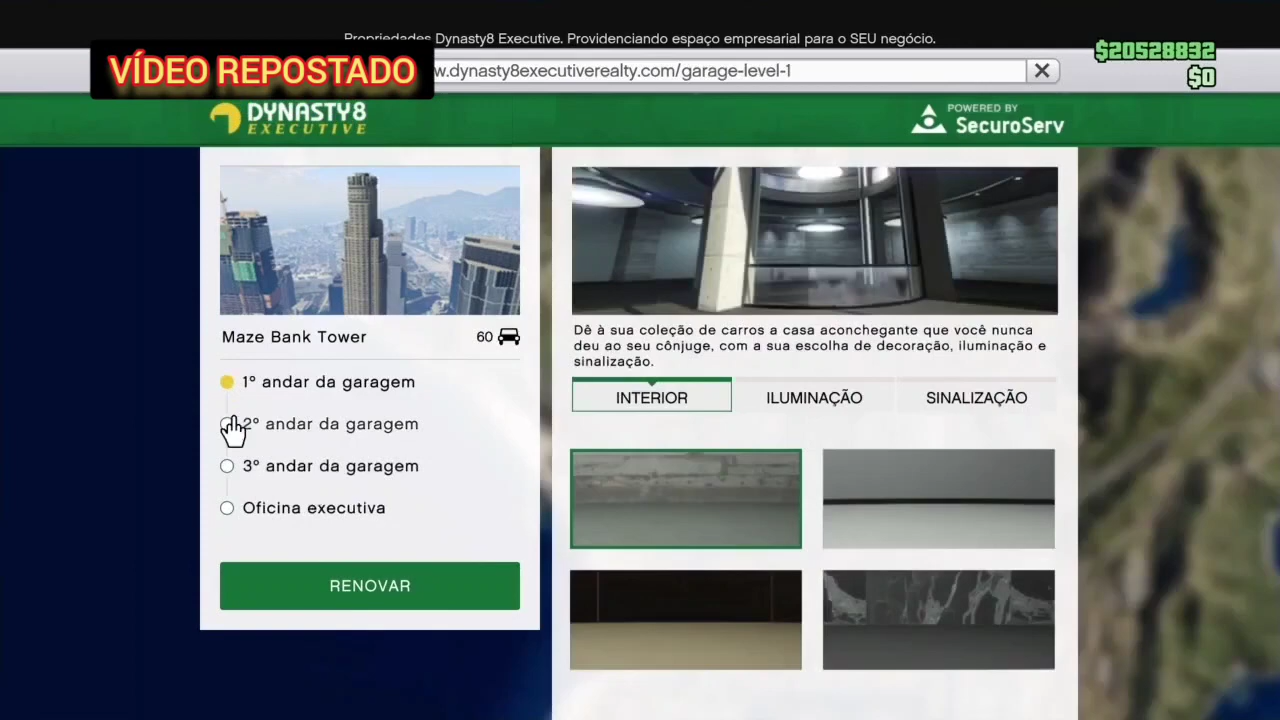 Propriedades Dynasty8 Executive. Providenciando espaço empresarial para o SEU negócio.
$20528832
$0
VÍDEO REPOSTADO
w.dynasty8executiverealty.com/garage-level-1
DYNASTY8
EXECUTIVE
POWERED BY
SecuroServ
Maze Bank Tower
60
1º andar da garagem
2º andar da garagem
3º andar da garagem
Oficina executiva
RENOVAR
Dê à sua coleção de carros a casa aconchegante que você nunca
deu ao seu cônjuge, com a sua escolha de decoração, iluminação e
sinalização.
INTERIOR
ILUMINAÇÃO
SINALIZAÇÃO